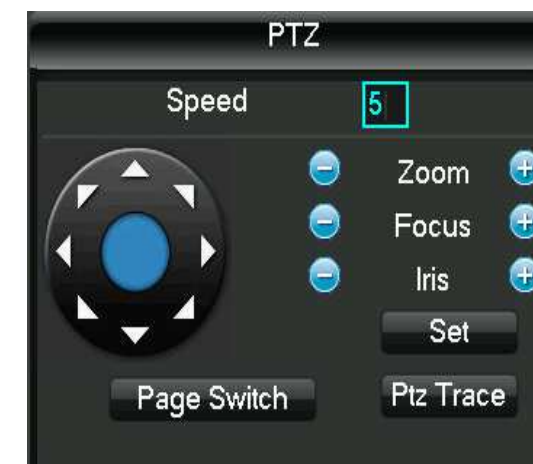 PTZ
Speed 5
Zoom
Focus
Iris
Set
Page Switch Ptz Trace